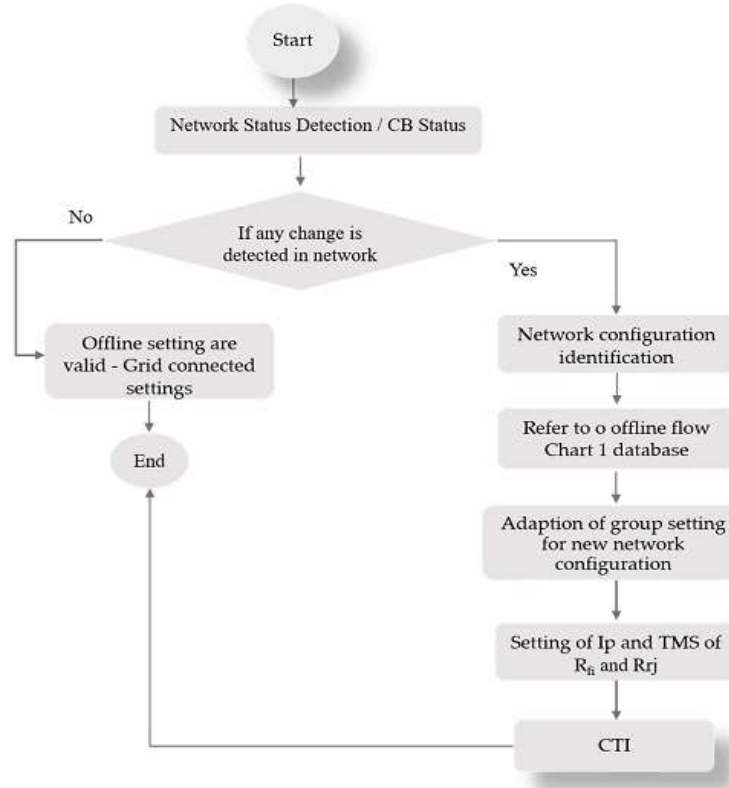 Start
Network Status Detection / CB Status
If any change is
detected in network
No
Yes
Offline setting are
valid - Grid connected
settings
End
Network configuration
identification
Refer to o offline flow
Chart 1 database
Adaption of group setting
for new network
configuration
Setting of Ip and TMS of
Rfi and Rrj
CTI